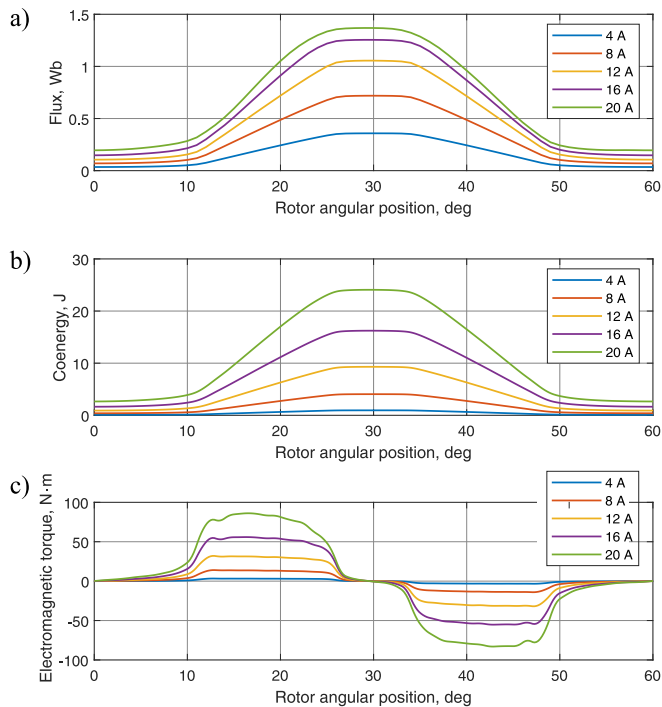 a)
Flux, Wb
1.5
1
0.5
0
4 A
8 A
12 A
16 A
20 A
0 10 20 30 40 50 60
Rotor angular position, deg
b)
Coenergy, J
30
20
10
0
4 A
8 A
12 A
16 A
20 A
0 10 20 30 40 50 60
Rotor angular position, deg
c)
Electromagnetic torque, N·m
100
50
0
-50
-100
4 A
8 A
12 A
16 A
20 A
0 10 20 30 40 50 60
Rotor angular position, deg